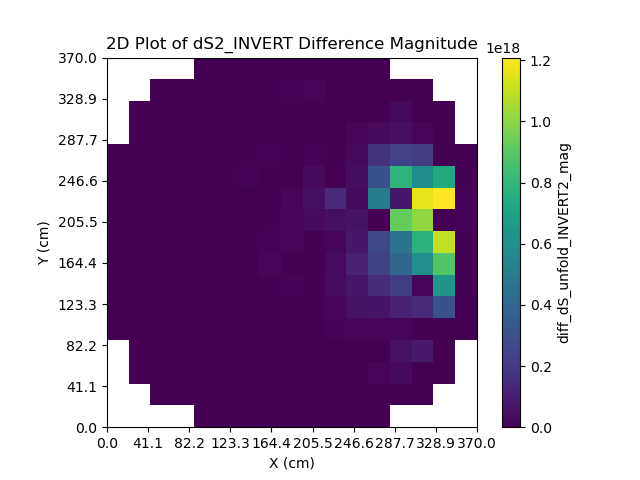 2D Plot of dS2_INVERT Difference Magnitude
1e18
370.0
328.9
287.7
246.6
205.5
164.4
123.3
82.2
41.1
0.0
Y (cm)
0.0 41.1 82.2 123.3 164.4 205.5 246.6 287.7 328.9 370.0
X (cm)
1.2
1.0
0.8
0.6
0.4
0.2
0.0
diff_dS_unfold_INVERT2_mag